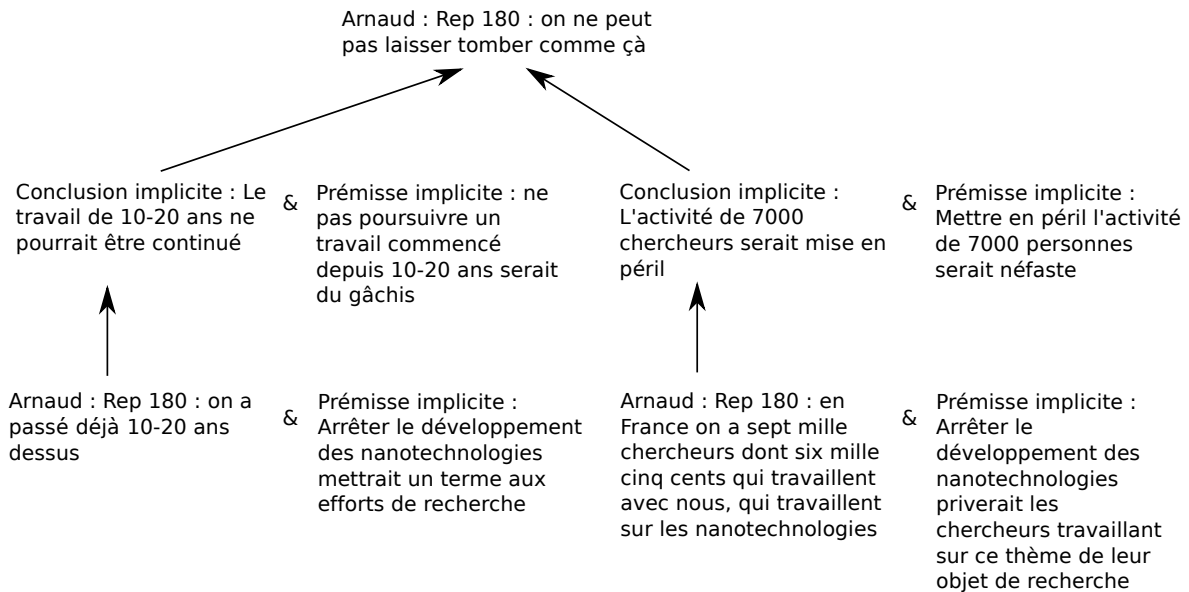 Arnaud : Rep 180 : on ne peut
pas laisser tomber comme çà
Conclusion implicite : Le
travail de 10-20 ans ne
pourrait être continué
&
Prémisse implicite : ne
pas poursuivre un
travail commencé
depuis 10-20 ans serait
du gâchis
Conclusion implicite :
L'activité de 7000
chercheurs serait mise en
péril
&
Prémisse implicite :
Mettre en péril l'activité
de 7000 personnes
serait néfaste
Arnaud : Rep 180 : on a
passé déjà 10-20 ans
dessus
&
Prémisse implicite :
Arrêter le développement
des nanotechnologies
mettrait un terme aux
efforts de recherche
Arnaud : Rep 180 : en
France on a sept mille
chercheurs dont six mille
cinq cents qui travaillent
avec nous, qui travaillent
sur les nanotechnologies
&
Prémisse implicite :
Arrêter le
développement des
nanotechnologies
priverait les
chercheurs travaillant
sur ce thème de leur
objet de recherche